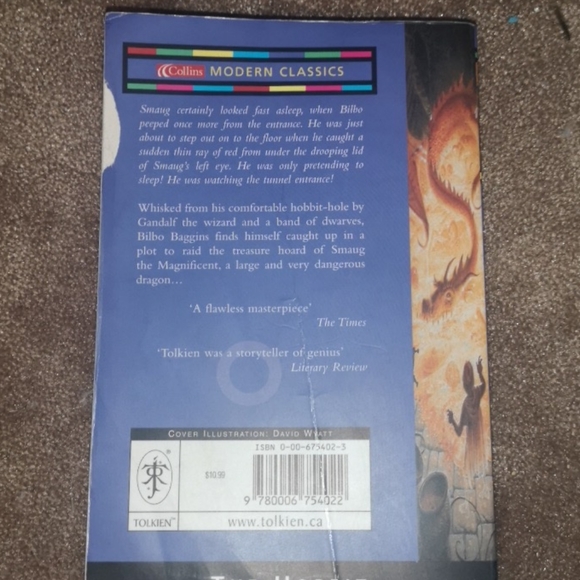 Collins MODERN CLASSICS
Smaug certainly looked fast asleep, when Bilbo
peeped once more from the entrance. He was just
about to step out on to the floor when he caught a
sudden thin ray of red from under the drooping lid
of Smaug's left eye. He was only pretending to
sleep! He was watching the tunnel entrance!
Whisked from his comfortable hobbit-hole by
Gandalf the wizard and a band of dwarves,
Bilbo Baggins finds himself caught up in a
plot to raid the treasure hoard of Smaug
the Magnificent, a large and very dangerous
dragon…
'A flawless masterpiece'
The Times
'Tolkien was a storyteller of genius'
Literary Review
COVER ILLUSTRATION: DAVID WYATT
ISBN 0-00-675402-3
$10.99
9 780006 754022
TOLKIEN™
www.tolkien.ca